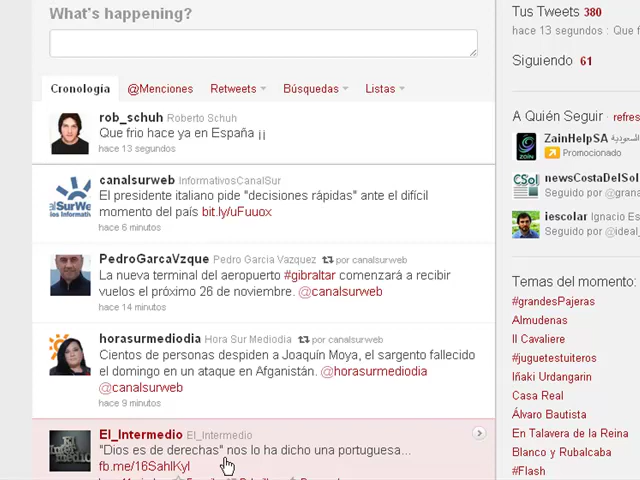 What's happening?
Cronología @Menciones Retweets Búsquedas Listas
rob_schuh Roberto Schuh
Que frio hace ya en España ¡¡
hace 13 segundos
canalsurweb InformativosCanalSur
El presidente italiano pide "decisiones rápidas" ante el difícil
momento del país bit.ly/uFuuox
hace 6 minutos
PedroGarcaVzque Pedro García Vazquez por canalsurweb
La nueva terminal del aeropuerto #gibraltar comenzará a recibir
vuelos el próximo 26 de noviembre. @canalsurweb
hace 14 minutos
horasurmediodia Hora Sur Mediodia por canalsurweb
Cientos de personas despiden a Joaquín Moya, el sargento fallecido
el domingo en un ataque en Afganistán. @horasurmediodia
@canalsurweb
hace 9 minutos
El_Intermedio El_Intermedio
"Dios es de derechas" nos lo ha dicho una portuguesa...
fb.me/16SahlKyl
Tus Tweets 380
hace 13 segundos : Que f
Siguiendo 61
A Quién Seguir · refres
ZainHelpSA السعودية
Promocionado
zain
newsCostaDelSol
Seguido por @grana
CSol
iescolar Ignacio Es
Seguido por @ideal_
Temas del momento:
#grandesPajeras
Almudenas
Il Cavaliere
#juguetestuiteros
Iñaki Urdangarin
Casa Real
Álvaro Bautista
En Talavera de la Reina
Blanco y Rubalcaba
#Flash